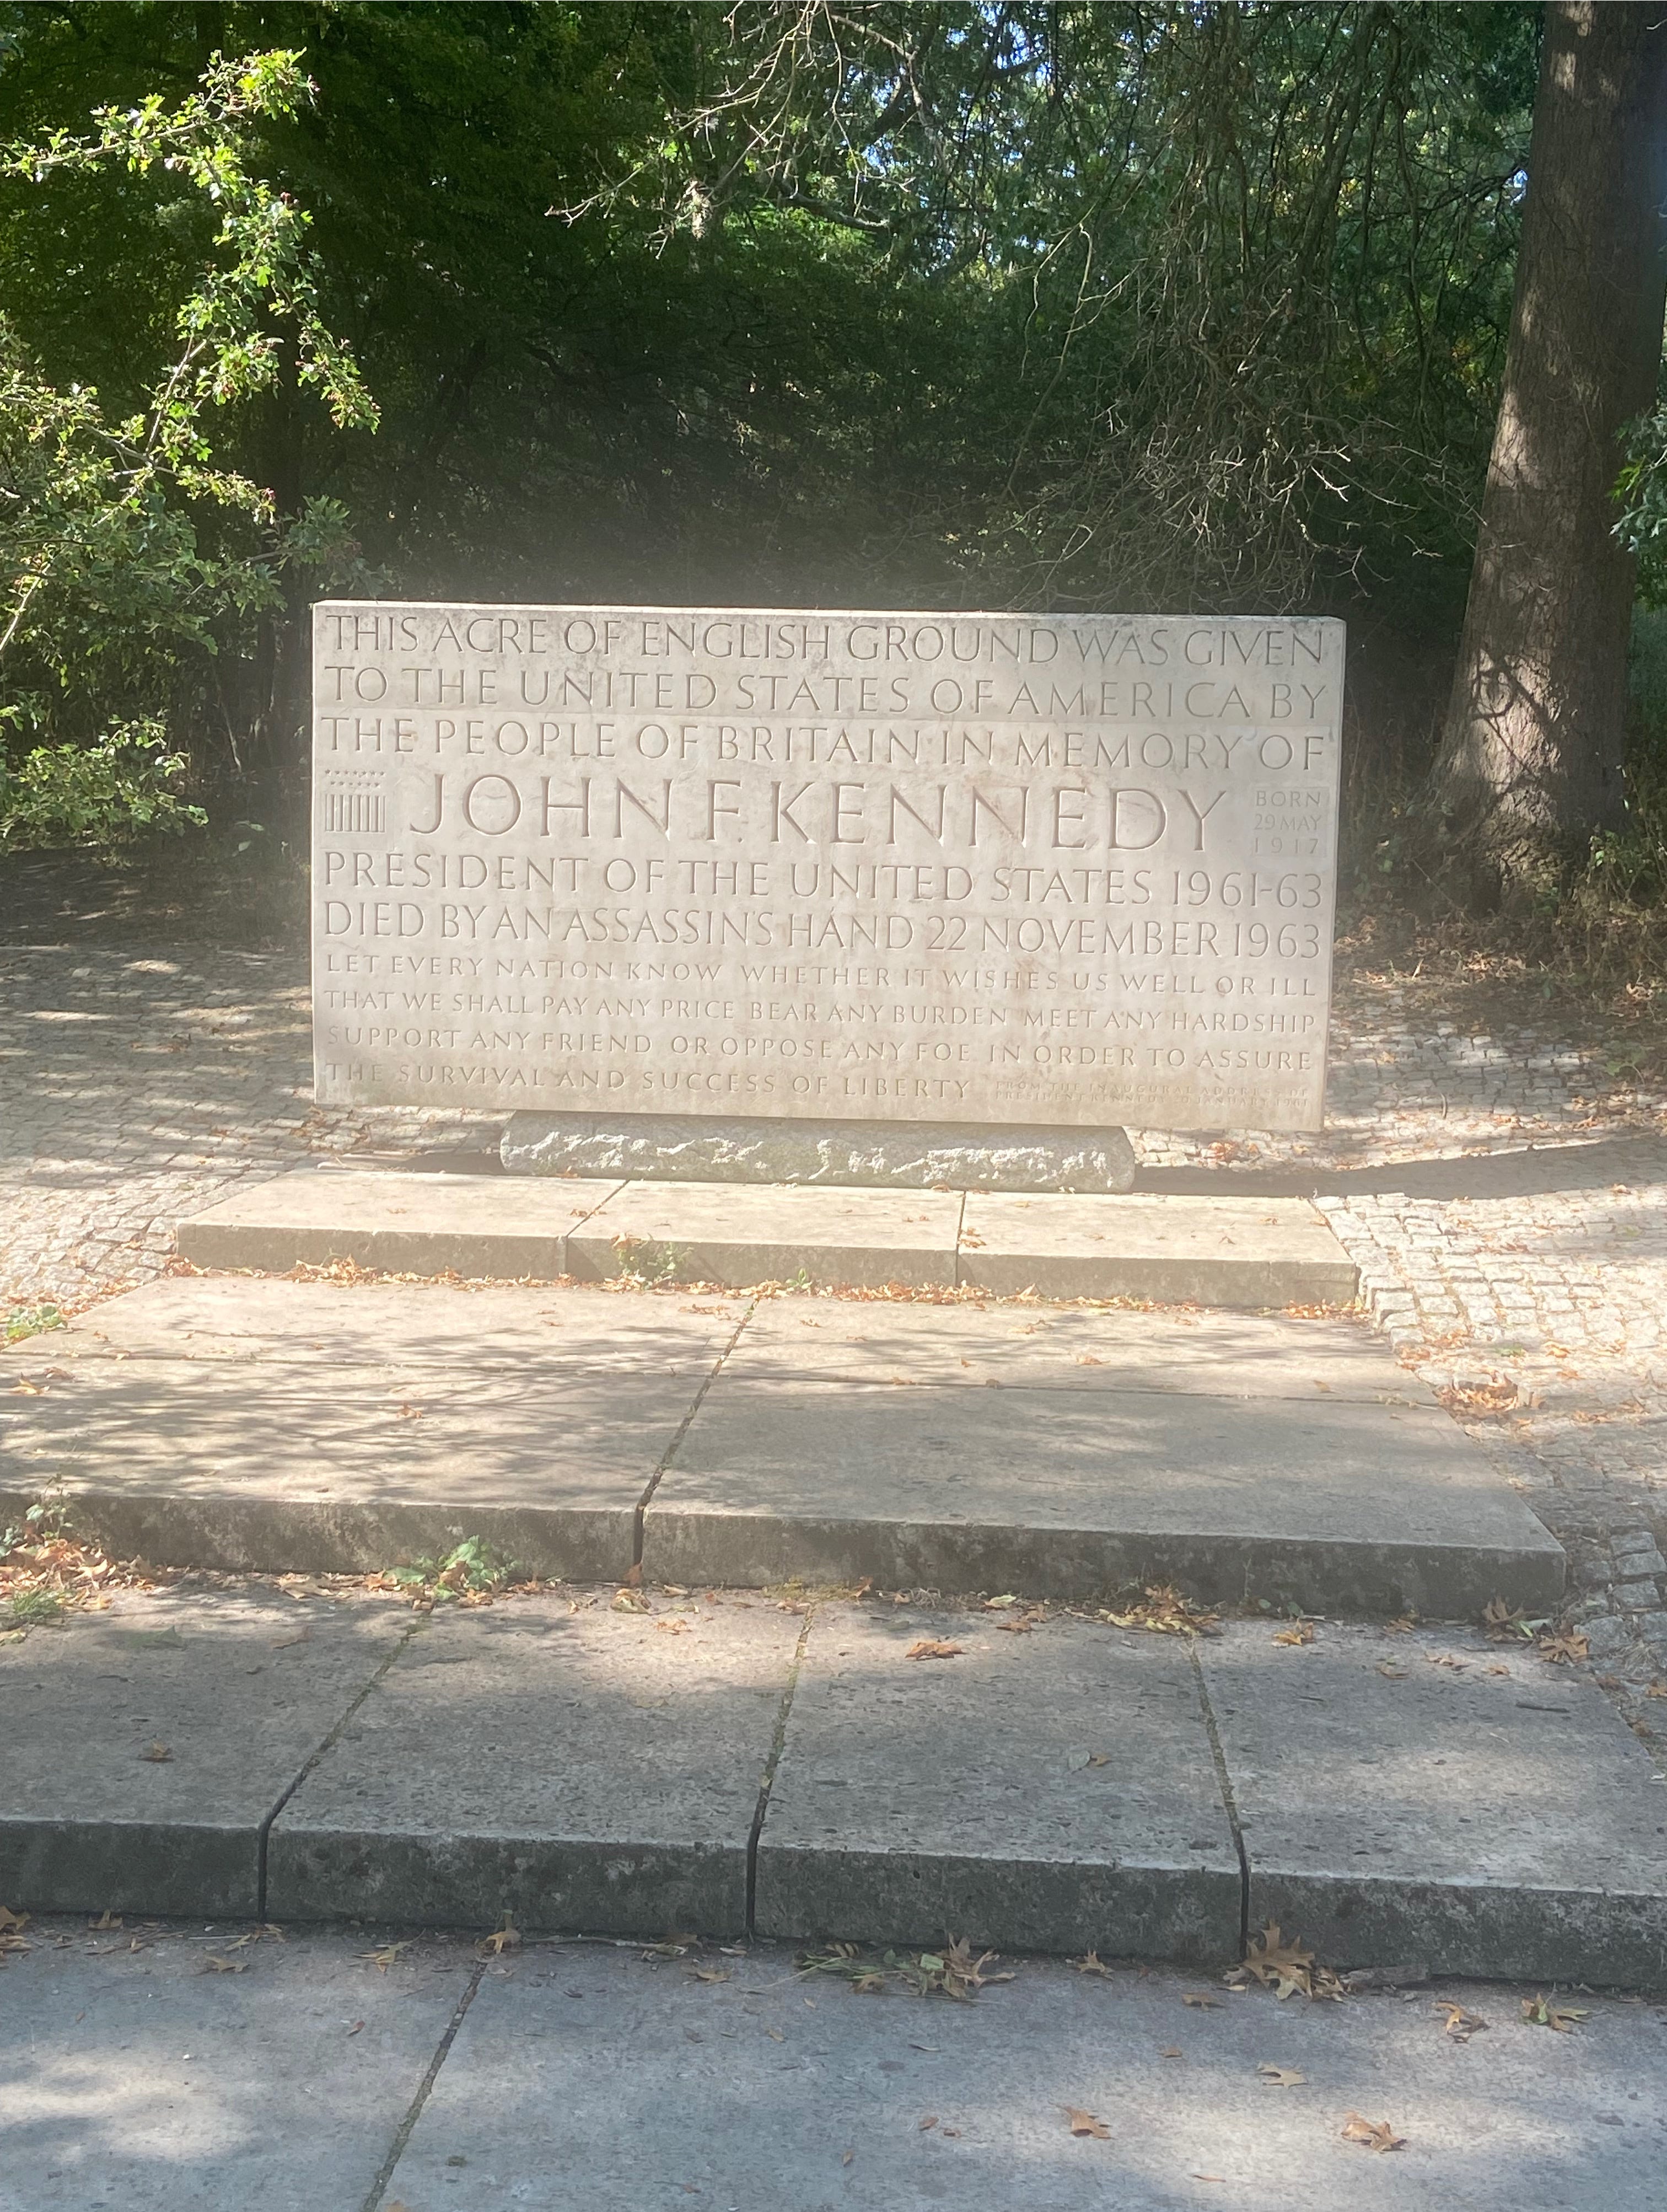 THIS ACRE OF ENGLISH GROUND WAS GIVEN
TO THE UNITED STATES OF AMERICA BY
THE PEOPLE OF BRITAIN IN MEMORY OF
JOHN F. KENNEDY
BORN
29 MAY
1917
PRESIDENT OF THE UNITED STATES 1961-63
DIED BY AN ASSASSIN'S HAND 22 NOVEMBER 1963
LET EVERY NATION KNOW WHETHER IT WISHES US WELL OR ILL
THAT WE SHALL PAY ANY PRICE BEAR ANY BURDEN MEET ANY HARDSHIP
SUPPORT ANY FRIEND OR OPPOSE ANY FOE IN ORDER TO ASSURE
THE SURVIVAL AND SUCCESS OF LIBERTY
FROM THE INAUGURAL ADDRESS OF
PRESIDENT KENNEDY 20 JANUARY 1961